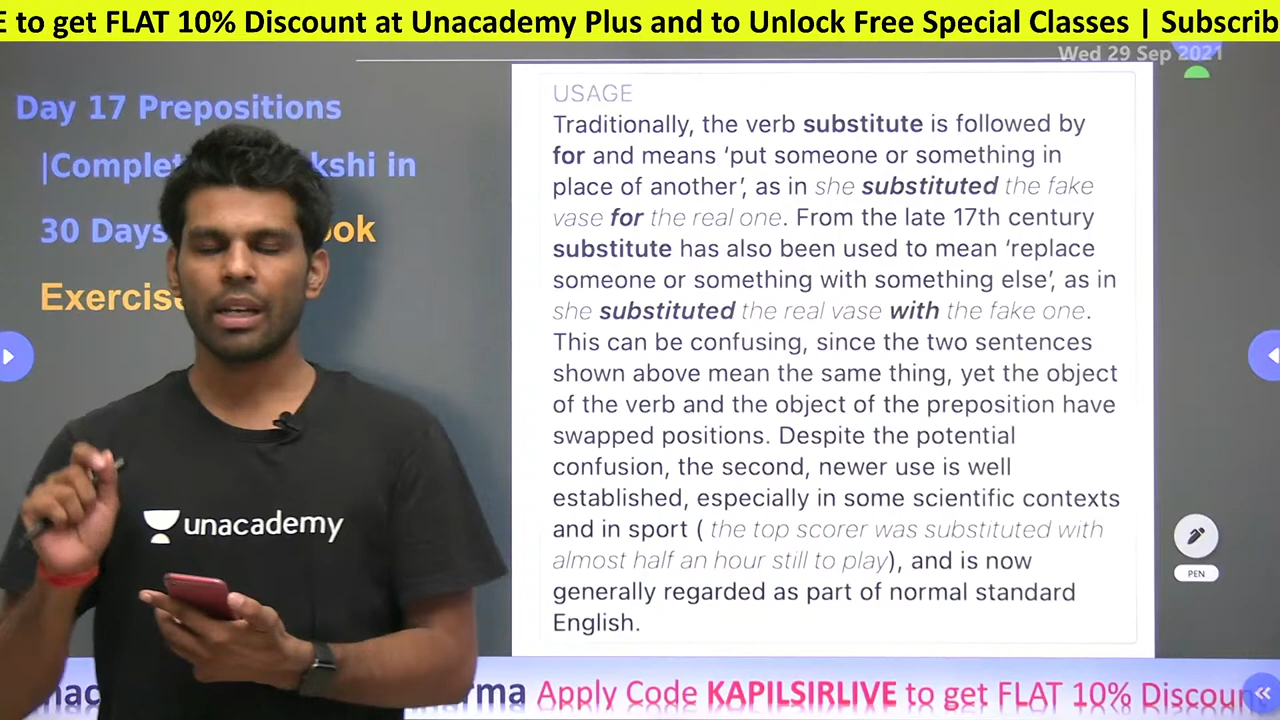 E to get FLAT 10% Discount at Unacademy Plus and to Unlock Free Special Classes | Subscrib
Wed 29 Sep 2021
Day 17 Prepositions
|Complet kshi in
30 Days ook
Exercise
USAGE
Traditionally, the verb substitute is followed by
for and means ‘put someone or something in
place of another’, as in she substituted the fake
vase for the real one. From the late 17th century
substitute has also been used to mean ‘replace
someone or something with something else’, as in
she substituted the real vase with the fake one.
This can be confusing, since the two sentences
shown above mean the same thing, yet the object
of the verb and the object of the preposition have
swapped positions. Despite the potential
confusion, the second, newer use is well
established, especially in some scientific contexts
and in sport ( the top scorer was substituted with
almost half an hour still to play), and is now
generally regarded as part of normal standard
English.
unacademy
PEN
nac rma Apply Code KAPILSIRLIVE to get FLAT 10% Discoun